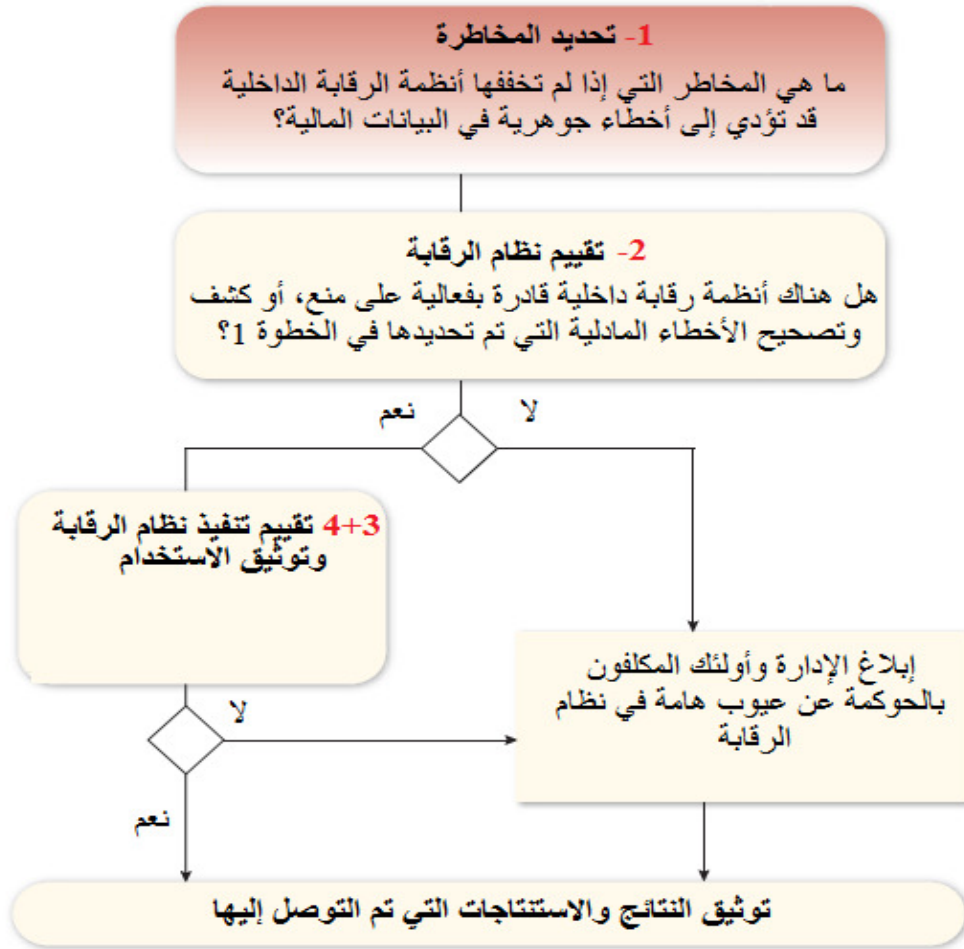 1- تحديد المخاطرة
ما هي المخاطر التي إذا لم تخففها أنظمة الرقابة الداخلية
قد تؤدي إلى أخطاء جوهرية في البيانات المالية؟
2- تقييم نظام الرقابة
هل هناك أنظمة رقابة داخلية قادرة بفعالية على منع، أو كشف
وتصحيح الأخطاء المادلية التي تم تحديدها في الخطوة 1؟
لا
نعم
3+4 تقييم تنفيذ نظام الرقابة
وتوثيق الاستخدام
إبلاغ الإدارة وأولئك المكلفون
بالحوكمة عن عيوب هامة في نظام
الرقابة
لا
نعم
توثيق النتائج والاستنتاجات التي تم التوصل إليها